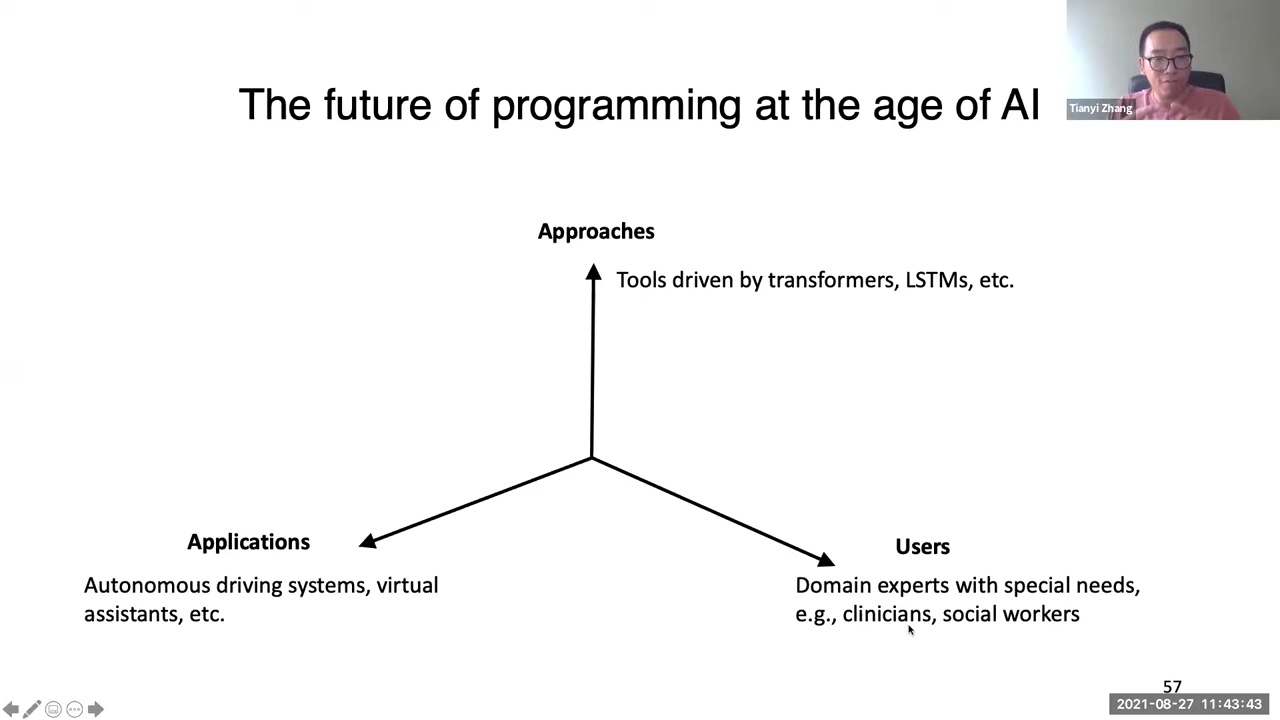 The future of programming at the age of AI
Tianyi Zhang
Approaches
Tools driven by transformers, LSTMs, etc.
Applications
Autonomous driving systems, virtual
assistants, etc.
Users
Domain experts with special needs,
e.g., clinicians, social workers
57
2021-08-27 11:43:43